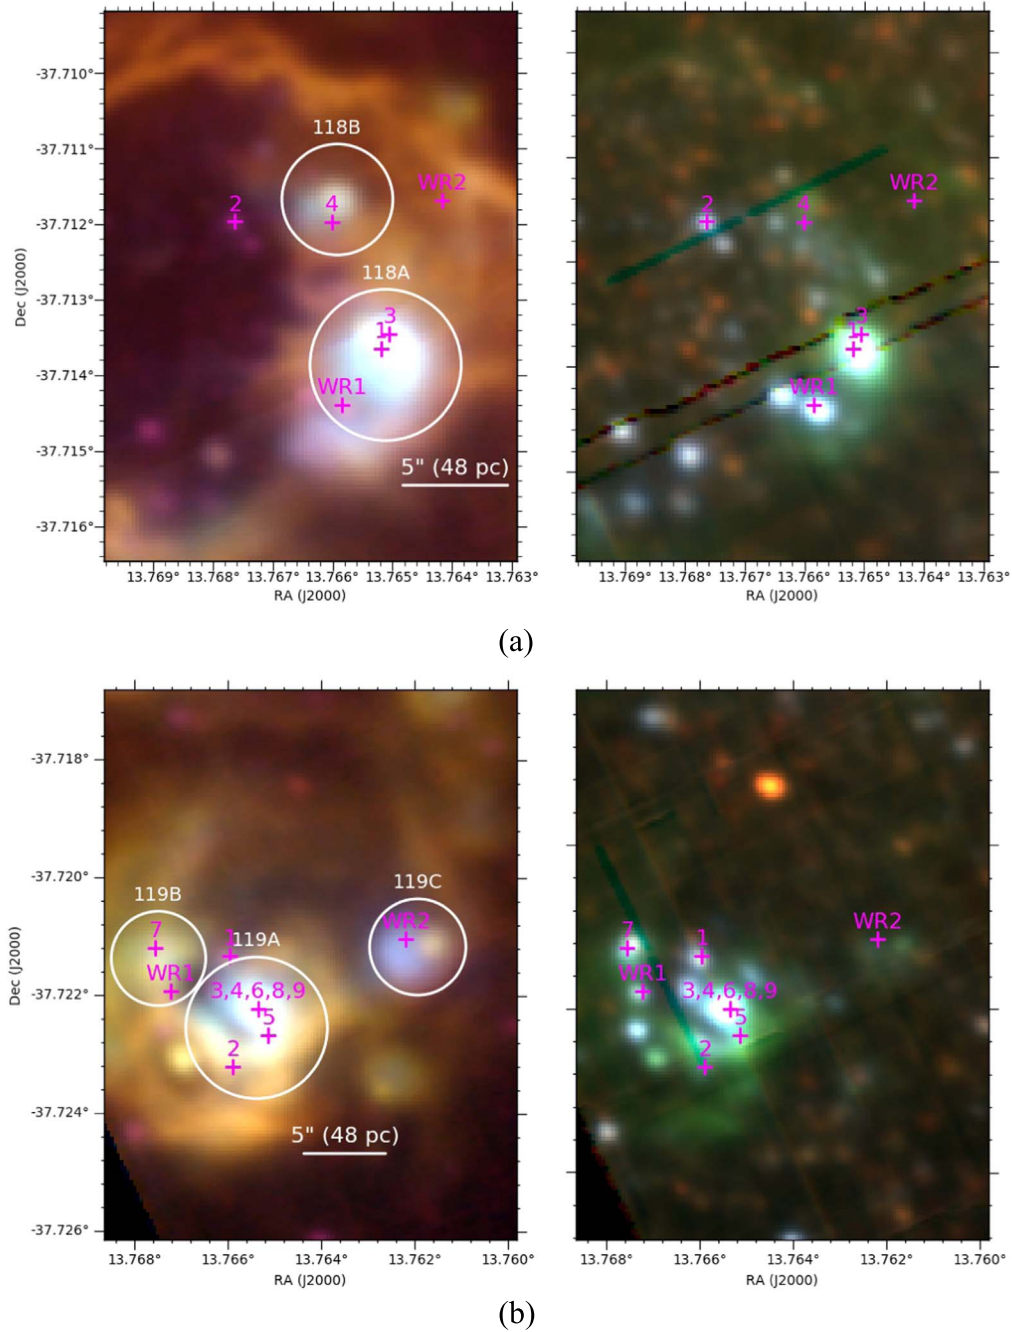 118B
WR2
2
4
118A
3
1
WR1
5" (48 pc)
-37.710°
-37.711°
-37.712°
-37.713°
-37.714°
-37.715°
-37.716°
Dec (J2000)
13.769° 13.768° 13.767° 13.766° 13.765° 13.764° 13.763°
RA (J2000)
WR2
2
4
3
1
WR1
13.769° 13.768° 13.767° 13.766° 13.765° 13.764° 13.763°
RA (J2000)
(a)
119B
119C
7
WR2
1
119A
WR1
3,4,6,8,9
5
2
5" (48 pc)
-37.718°
-37.720°
-37.722°
-37.724°
-37.726°
Dec (J2000)
13.768° 13.766° 13.764° 13.762° 13.760°
RA (J2000)
7
1
WR2
WR1
3,4,6,8,9
5
2
13.768° 13.766° 13.764° 13.762° 13.760°
RA (J2000)
(b)